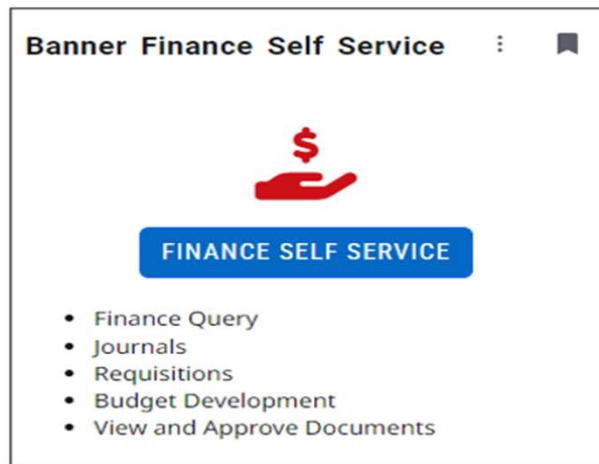 Banner Finance Self Service
$
FINANCE SELF SERVICE
• Finance Query
• Journals
• Requisitions
• Budget Development
• View and Approve Documents